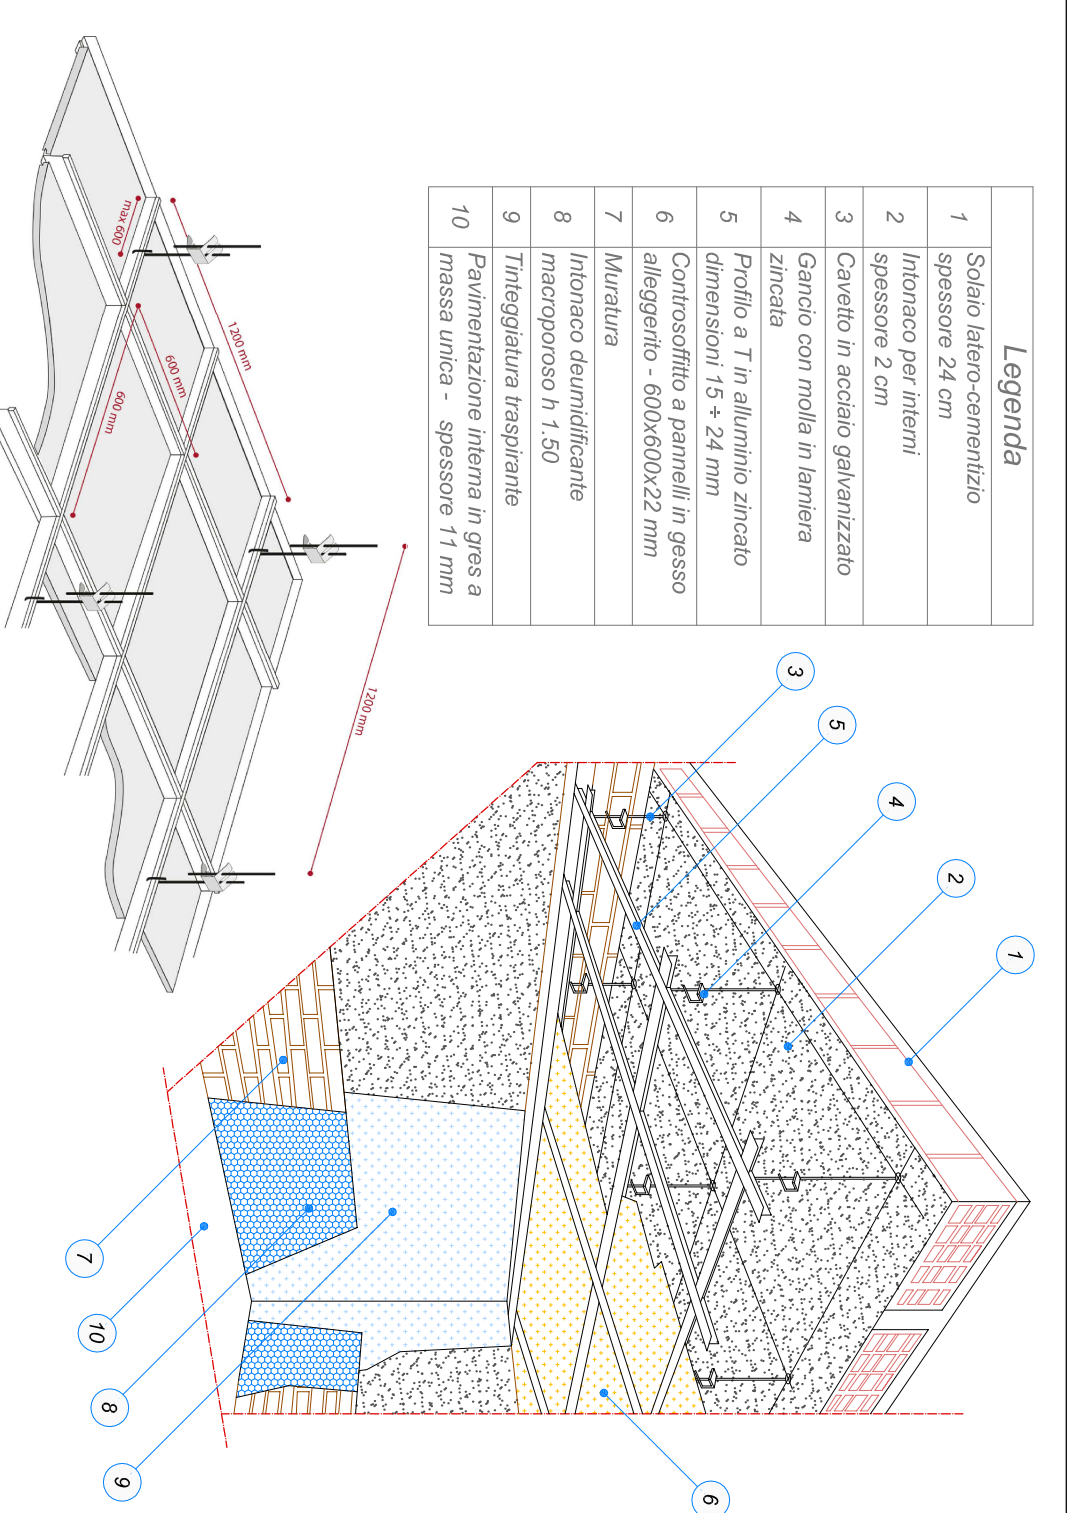 Legenda
1 Solaio latero-cementizio
spessore 24 cm
2 Intonaco per interni
spessore 2 cm
3 Cavetto in acciaio galvanizzato
4 Gancio con molla in lamiera
zincata
5 Profilo a T in alluminio zincato
dimensioni 15 ÷ 24 mm
6 Controsoffitto a pannelli in gesso
alleggerito - 600x600x22 mm
7 Muratura
8 Intonaco deumidificante
macroporoso h 1.50
9 Tinteggiatura traspirante
10 Pavimentazione interna in gres a
massa unica - spessore 11 mm
3
5
4
2
1
7
10
8
9
6
max 600
1200 mm
600 mm
600 mm
1200 mm